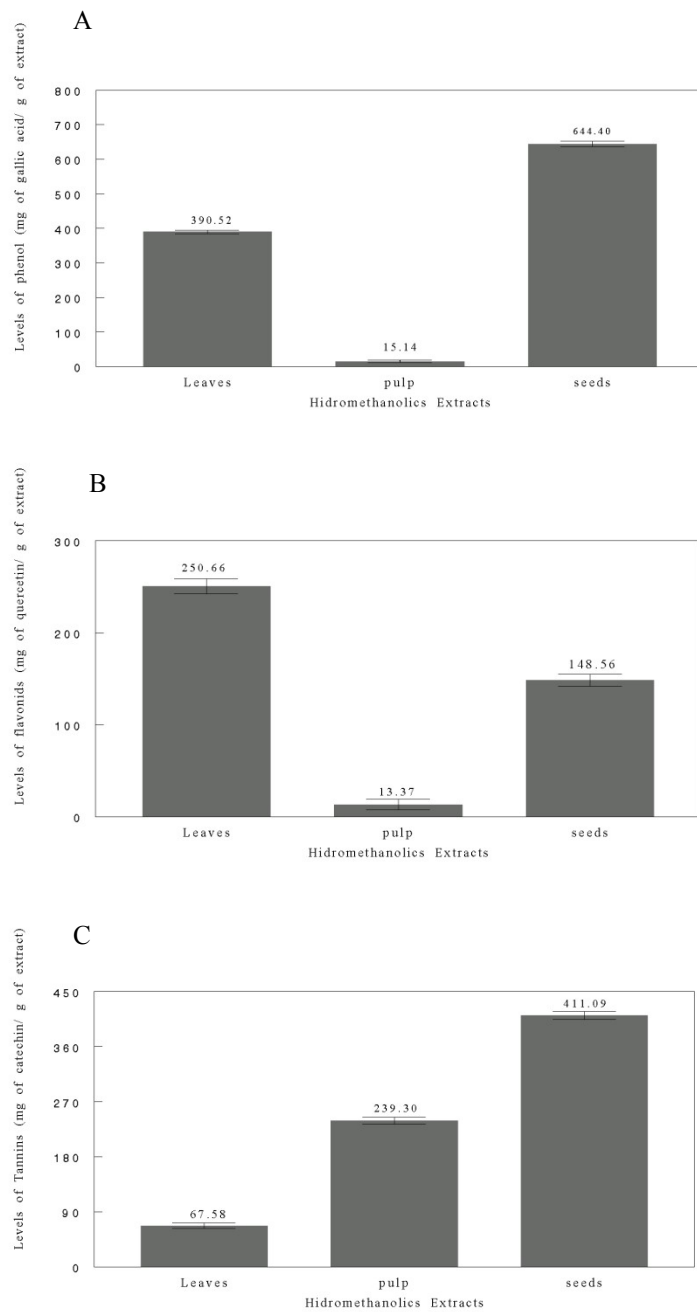 A
Levels of phenol (mg of gallic acid/ g of extract)
800
700
600
500
400
300
200
100
0
390.52
15.14
644.40
Leaves pulp seeds
Hidromethanolics Extracts
B
Levels of flavonids (mg of quercetin/ g of extract)
300
200
100
0
250.66
13.37
148.56
Leaves pulp seeds
Hidromethanolics Extracts
C
Levels of Tannins (mg of catechin/ g of extract)
450
360
270
180
90
0
67.58
239.30
411.09
Leaves pulp seeds
Hidromethanolics Extracts